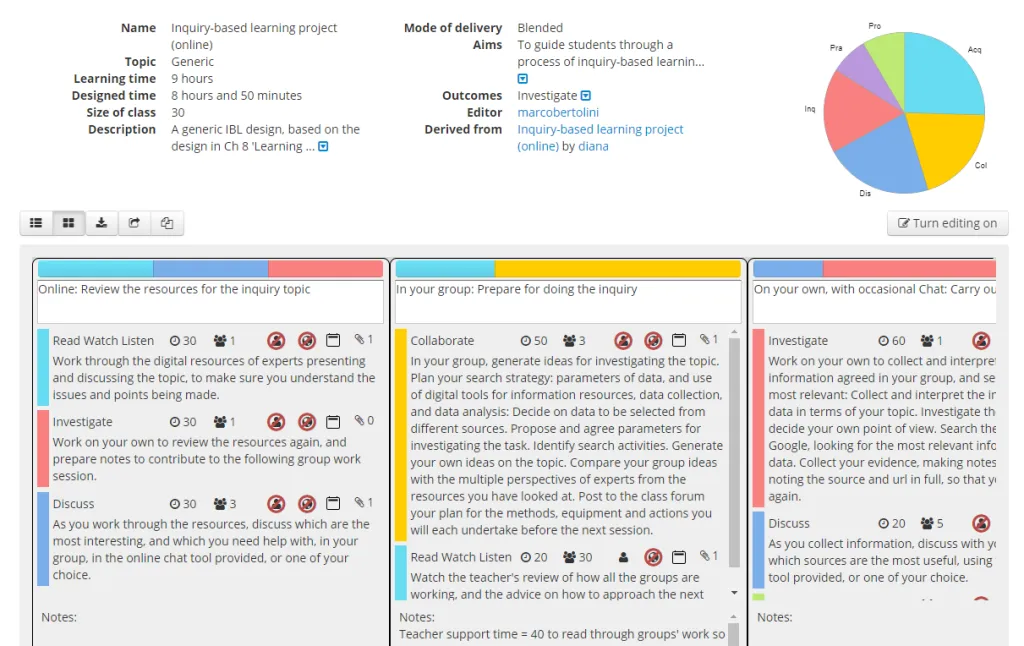 Name Inquiry-based learning project
(online)
Topic Generic
Learning time 9 hours
Designed time 8 hours and 50 minutes
Size of class 30
Description A generic IBL design, based on the
design in Ch 8 'Learning ...
Mode of delivery Blended
Aims To guide students through a
process of inquiry-based learnin...
Outcomes Investigate
Editor marcobertolini
Derived from Inquiry-based learning project
(online) by diana
Pro
Acq
Pra
Inq
Col
Dis
Turn editing on
Online: Review the resources for the inquiry topic
Read Watch Listen 30 1 1
Work through the digital resources of experts presenting
and discussing the topic, to make sure you understand the
issues and points being made.
Investigate 30 1 0
Work on your own to review the resources again, and
prepare notes to contribute to the following group work
session.
Discuss 30 3 1
As you work through the resources, discuss which are the
most interesting, and which you need help with, in your
group, in the online chat tool provided, or one of your
choice.
Notes:
In your group: Prepare for doing the inquiry
Collaborate 50 3 1
In your group, generate ideas for investigating the topic.
Plan your search strategy: parameters of data, and use
of digital tools for information resources, data collection,
and data analysis: Decide on data to be selected from
different sources. Propose and agree parameters for
investigating the task. Identify search activities. Generate
your own ideas on the topic. Compare your group ideas
with the multiple perspectives of experts from the
resources you have looked at. Post to the class forum
your plan for the methods, equipment and actions you
will each undertake before the next session.
Read Watch Listen 20 30 1
Watch the teacher's review of how all the groups are
working, and the advice on how to approach the next
Notes:
Teacher support time = 40 to read through groups' work so
On your own, with occasional Chat: Carry ou
Investigate 60 1
Work on your own to collect and interpre
information agreed in your group, and se
most relevant: Collect and interpret the in
data in terms of your topic. Investigate th
decide your own point of view. Search the
Google, looking for the most relevant info
data. Collect your evidence, making notes
noting the source and url in full, so that y
again.
Discuss 20 5
As you collect information, discuss with yo
which sources are the most useful, using
tool provided, or one of your choice.
Notes: